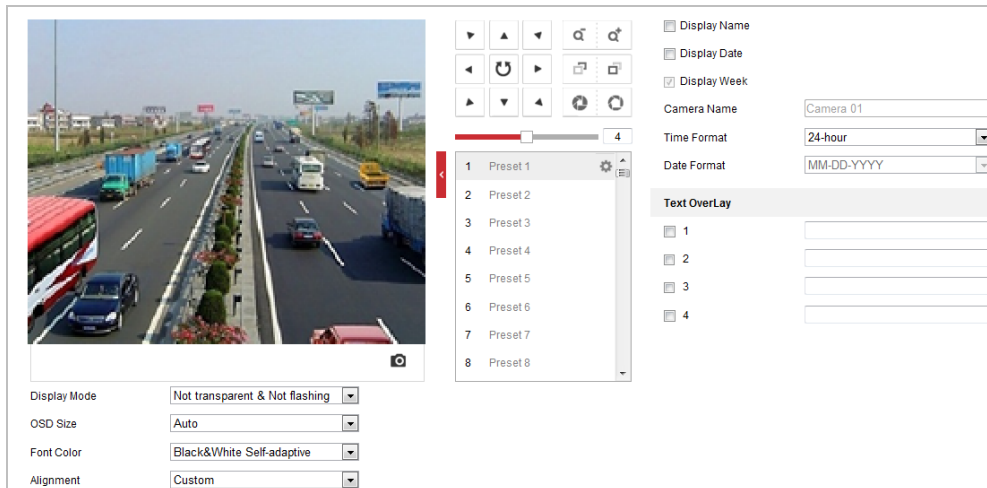 Display Name
Display Date
Display Week
Camera Name Camera 01
Time Format 24-hour
Date Format MM-DD-YYYY
Text OverLay
1
2
3
4
4
1 Preset 1
2 Preset 2
3 Preset 3
4 Preset 4
5 Preset 5
6 Preset 6
7 Preset 7
8 Preset 8
Display Mode Not transparent & Not flashing
OSD Size Auto
Font Color Black&White Self-adaptive
Alignment Custom